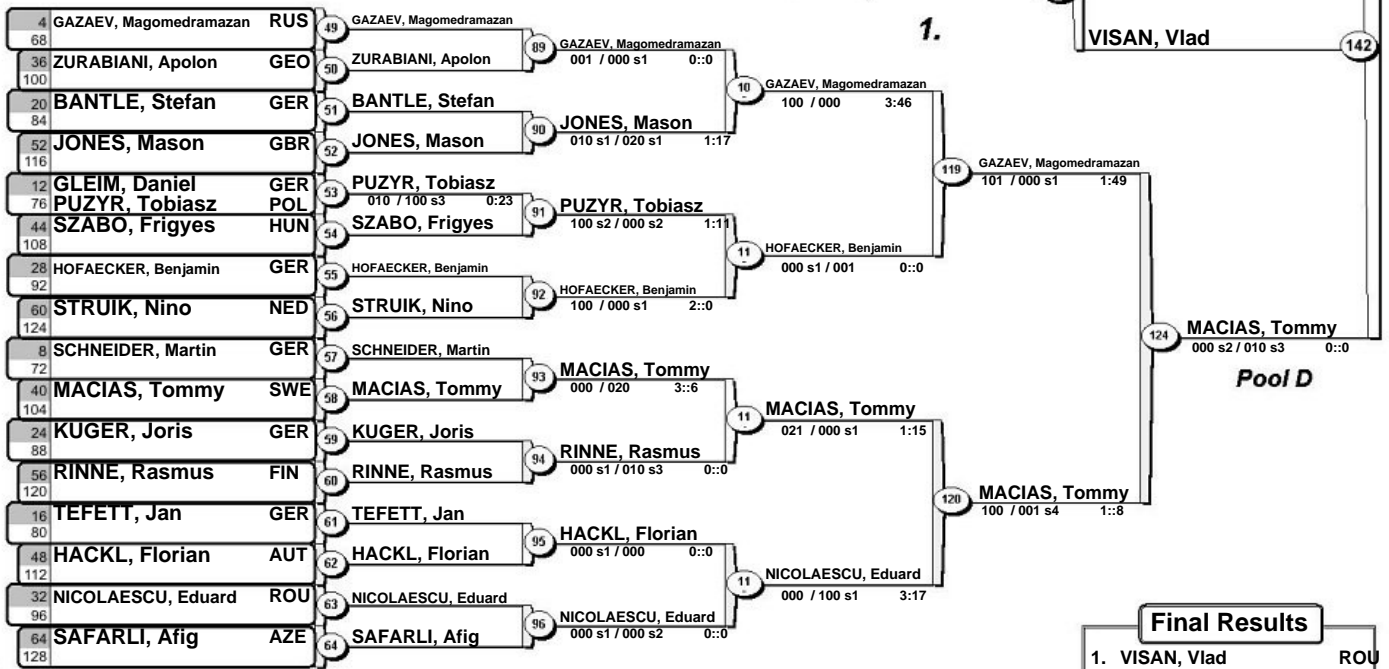 1.
VISAN, Vlad
142
4 GAZAEV, Magomedramazan RUS
68
36 ZURABIANI, Apolon GEO
100
20 BANTLE, Stefan GER
84
52 JONES, Mason GBR
116
12 GLEIM, Daniel GER
76 PUZYR, Tobiasz POL
44 SZABO, Frigyes HUN
108
28 HOFAECKER, Benjamin GER
92
60 STRUIK, Nino NED
124
8 SCHNEIDER, Martin GER
72
40 MACIAS, Tommy SWE
104
24 KUGER, Joris GER
88
56 RINNE, Rasmus FIN
120
16 TEFETT, Jan GER
80
48 HACKL, Florian AUT
112
32 NICOLAESCU, Eduard ROU
96
64 SAFARLI, Afig AZE
128
49 GAZAEV, Magomedramazan
50 ZURABIANI, Apolon
51 BANTLE, Stefan
52 JONES, Mason
53 PUZYR, Tobiasz
010 / 100 s3 0:23
54 SZABO, Frigyes
55 HOFAECKER, Benjamin
56 STRUIK, Nino
57 SCHNEIDER, Martin
58 MACIAS, Tommy
59 KUGER, Joris
60 RINNE, Rasmus
61 TEFETT, Jan
62 HACKL, Florian
63 NICOLAESCU, Eduard
64 SAFARLI, Afig
89 GAZAEV, Magomedramazan
001 / 000 s1 0::0
90 JONES, Mason
010 s1 / 020 s1 1:17
91 PUZYR, Tobiasz
100 s2 / 000 s2 1:11
92 HOFAECKER, Benjamin
100 / 000 s1 2::0
93 MACIAS, Tommy
000 / 020 3::6
94 RINNE, Rasmus
000 s1 / 010 s3 0::0
95 HACKL, Florian
000 s1 / 000 0::0
96 NICOLAESCU, Eduard
000 s1 / 000 s2 0::0
10 GAZAEV, Magomedramazan
100 / 000 3:46
11 HOFAECKER, Benjamin
000 s1 / 001 0::0
11 MACIAS, Tommy
021 / 000 s1 1:15
11 NICOLAESCU, Eduard
000 / 100 s1 3:17
119 GAZAEV, Magomedramazan
101 / 000 s1 1:49
120 MACIAS, Tommy
100 / 001 s4 1::8
124 MACIAS, Tommy
000 s2 / 010 s3 0::0
Pool D
Final Results
1. VISAN, Vlad ROU